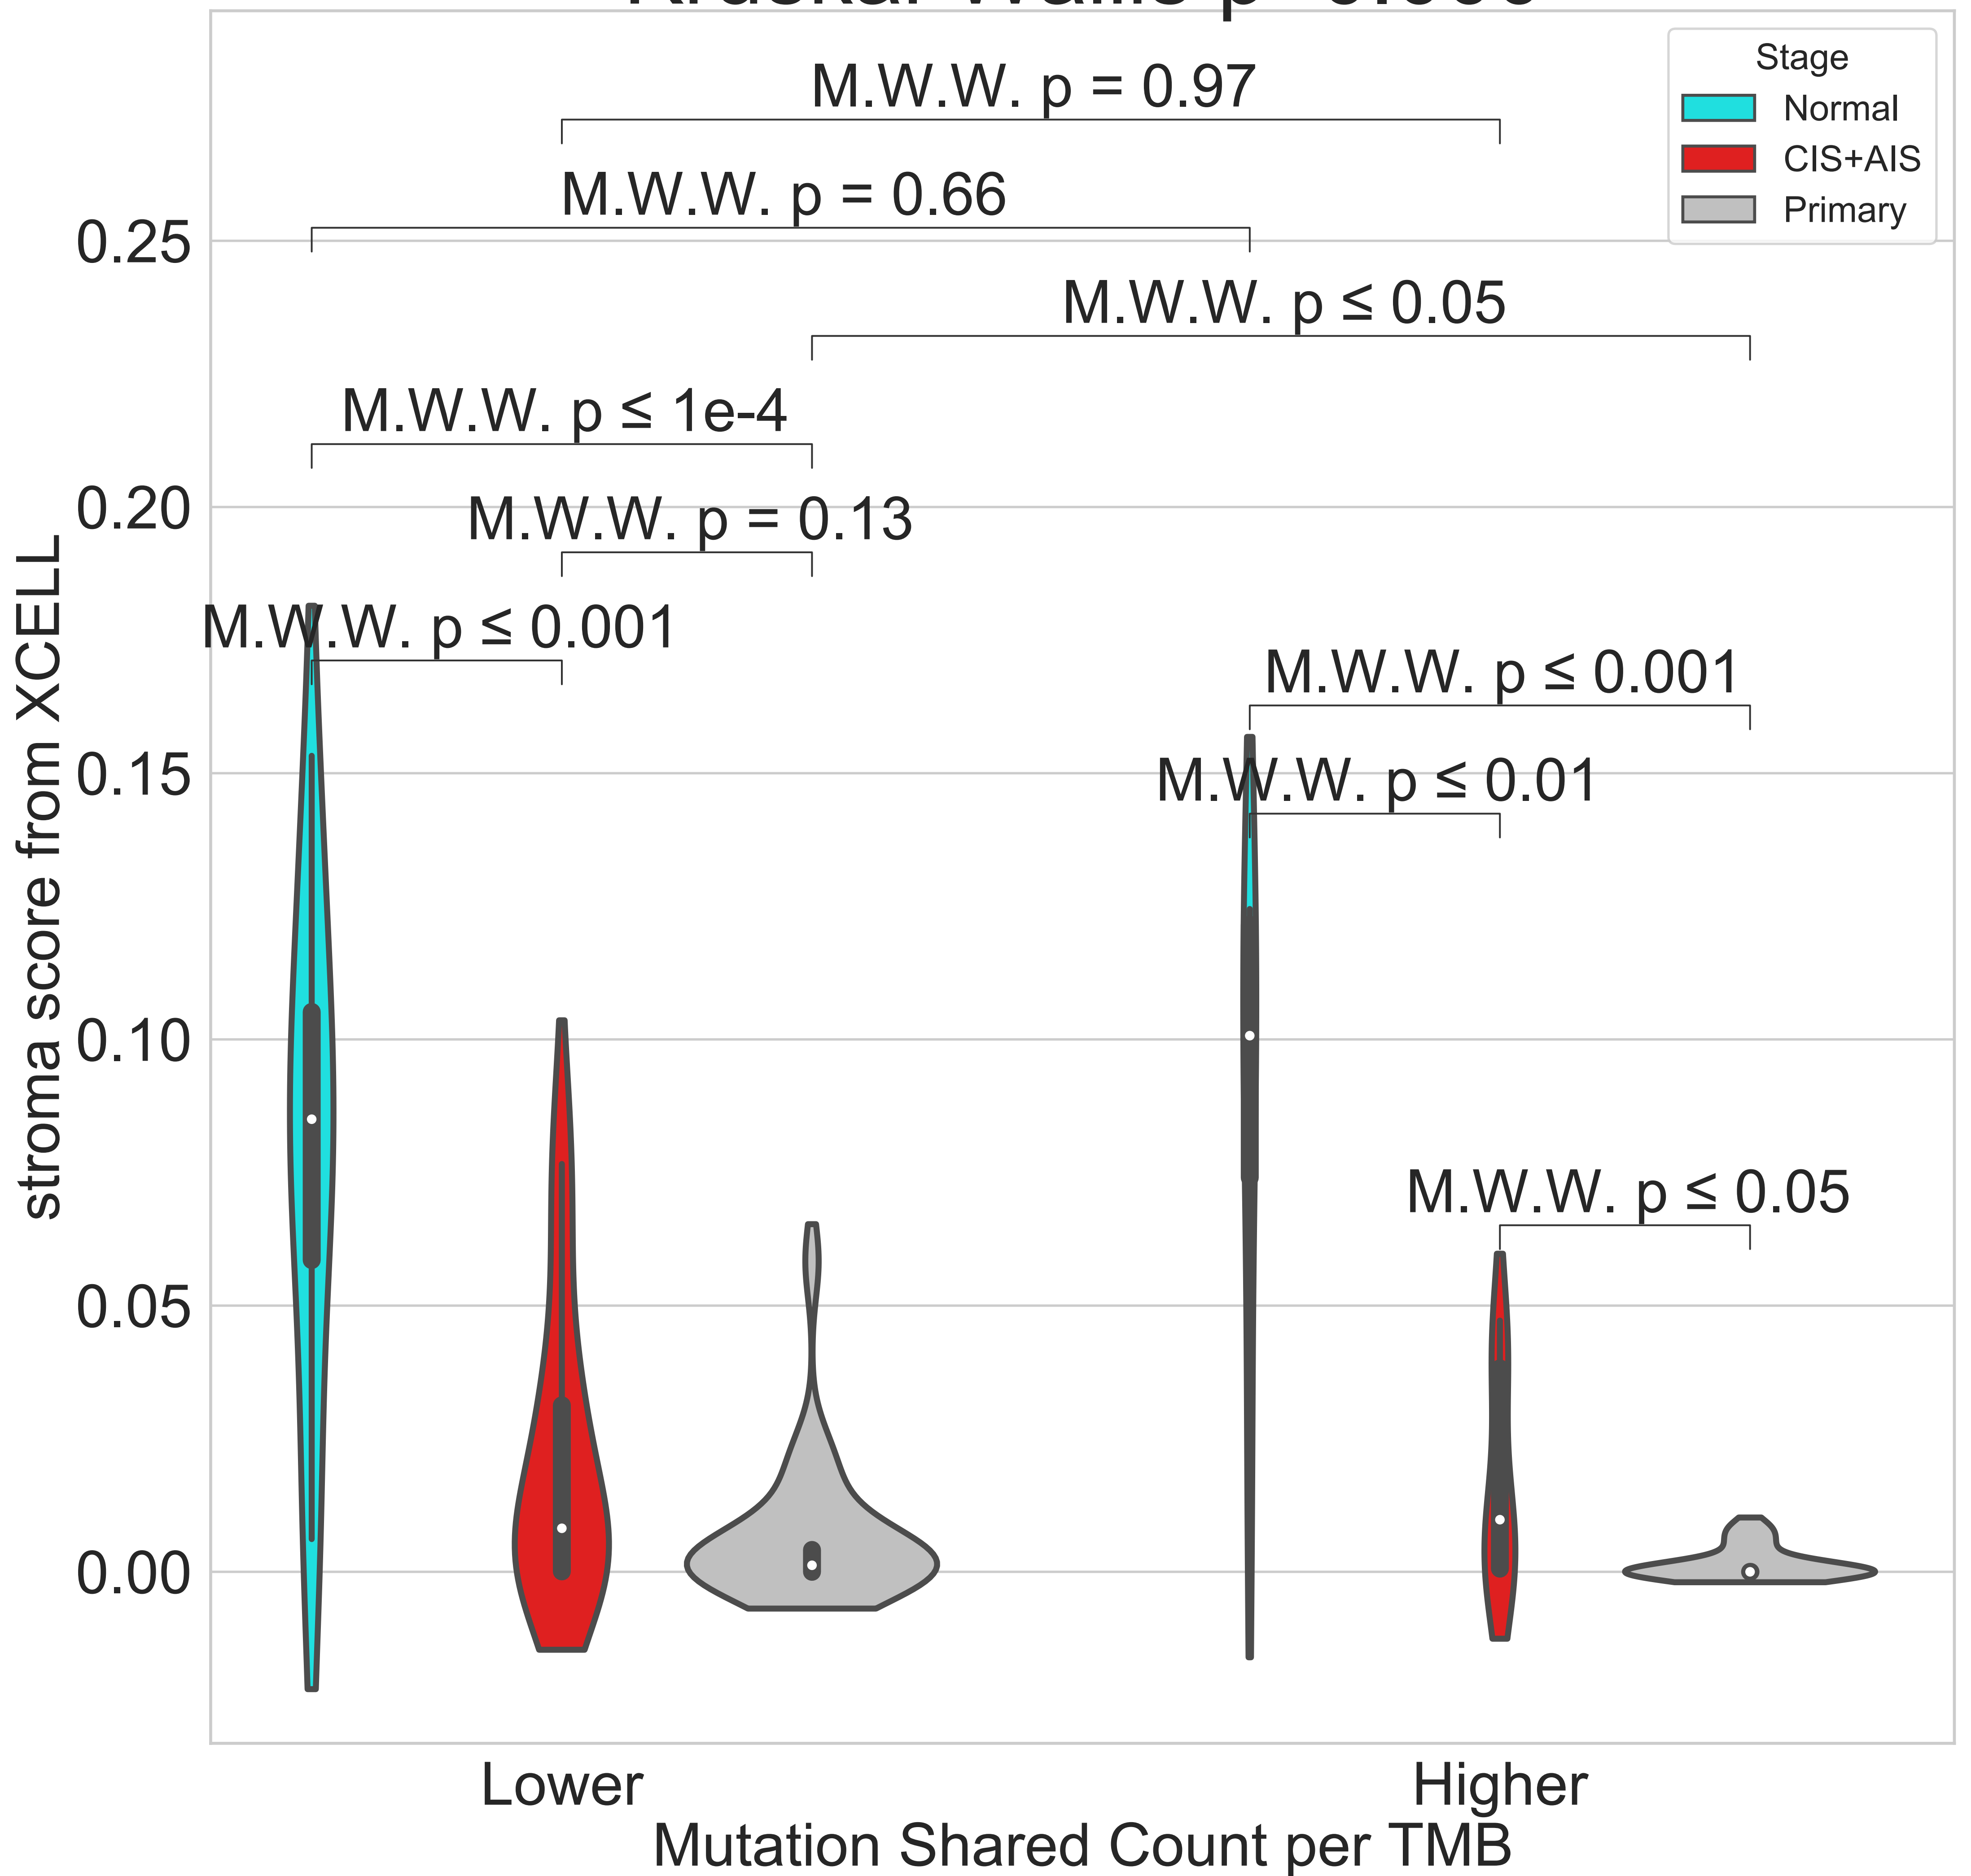 M.W.W. p = 0.97
Stage
Normal
CIS+AIS
Primary
M.W.W. p = 0.66
0.25
M.W.W. p ≤ 0.05
M.W.W. p ≤ 1e-4
0.20
M.W.W. p = 0.13
M.W.W. p ≤ 0.001
M.W.W. p ≤ 0.001
0.15
M.W.W. p ≤ 0.01
stroma score from XCELL
0.10
M.W.W. p ≤ 0.05
0.05
0.00
Lower
Higher
Mutation Shared Count per TMB